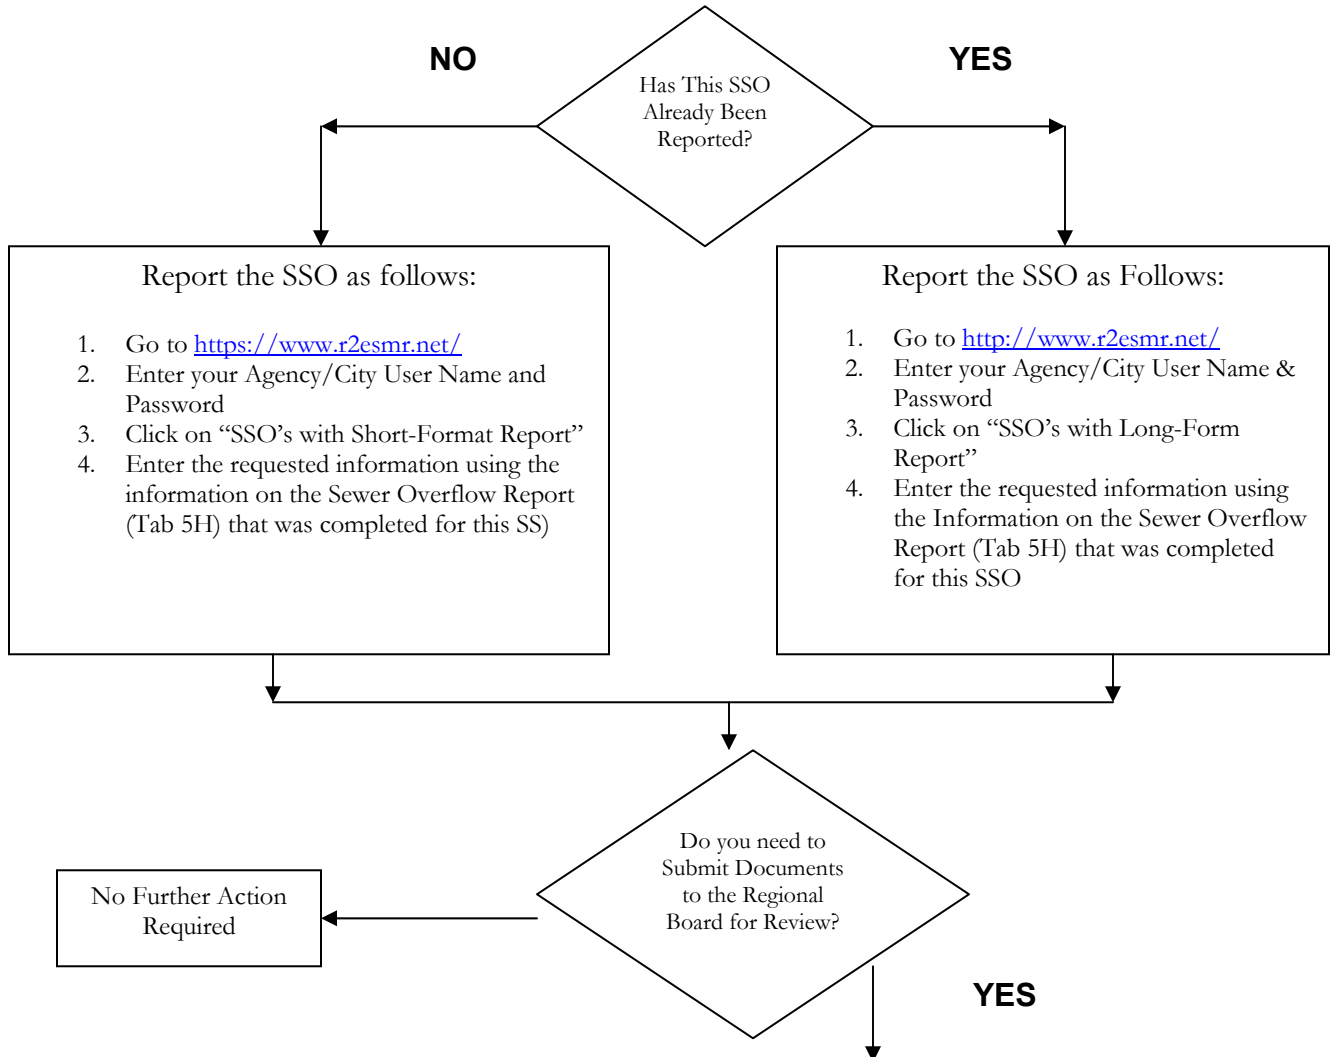 NO
YES
Has This SSO
Already Been
Reported?
Report the SSO as follows:
1. Go to https://www.r2esmr.net/
2. Enter your Agency/City User Name and
Password
3. Click on “SSO’s with Short-Format Report”
4. Enter the requested information using the
information on the Sewer Overflow Report
(Tab 5H) that was completed for this SS)
Report the SSO as Follows:
1. Go to http://www.r2esmr.net/
2. Enter your Agency/City User Name &
Password
3. Click on “SSO’s with Long-Form
Report”
4. Enter the requested information using
the Information on the Sewer Overflow
Report (Tab 5H) that was completed
for this SSO
Do you need to
Submit Documents
to the Regional
Board for Review?
No Further Action
Required
YES